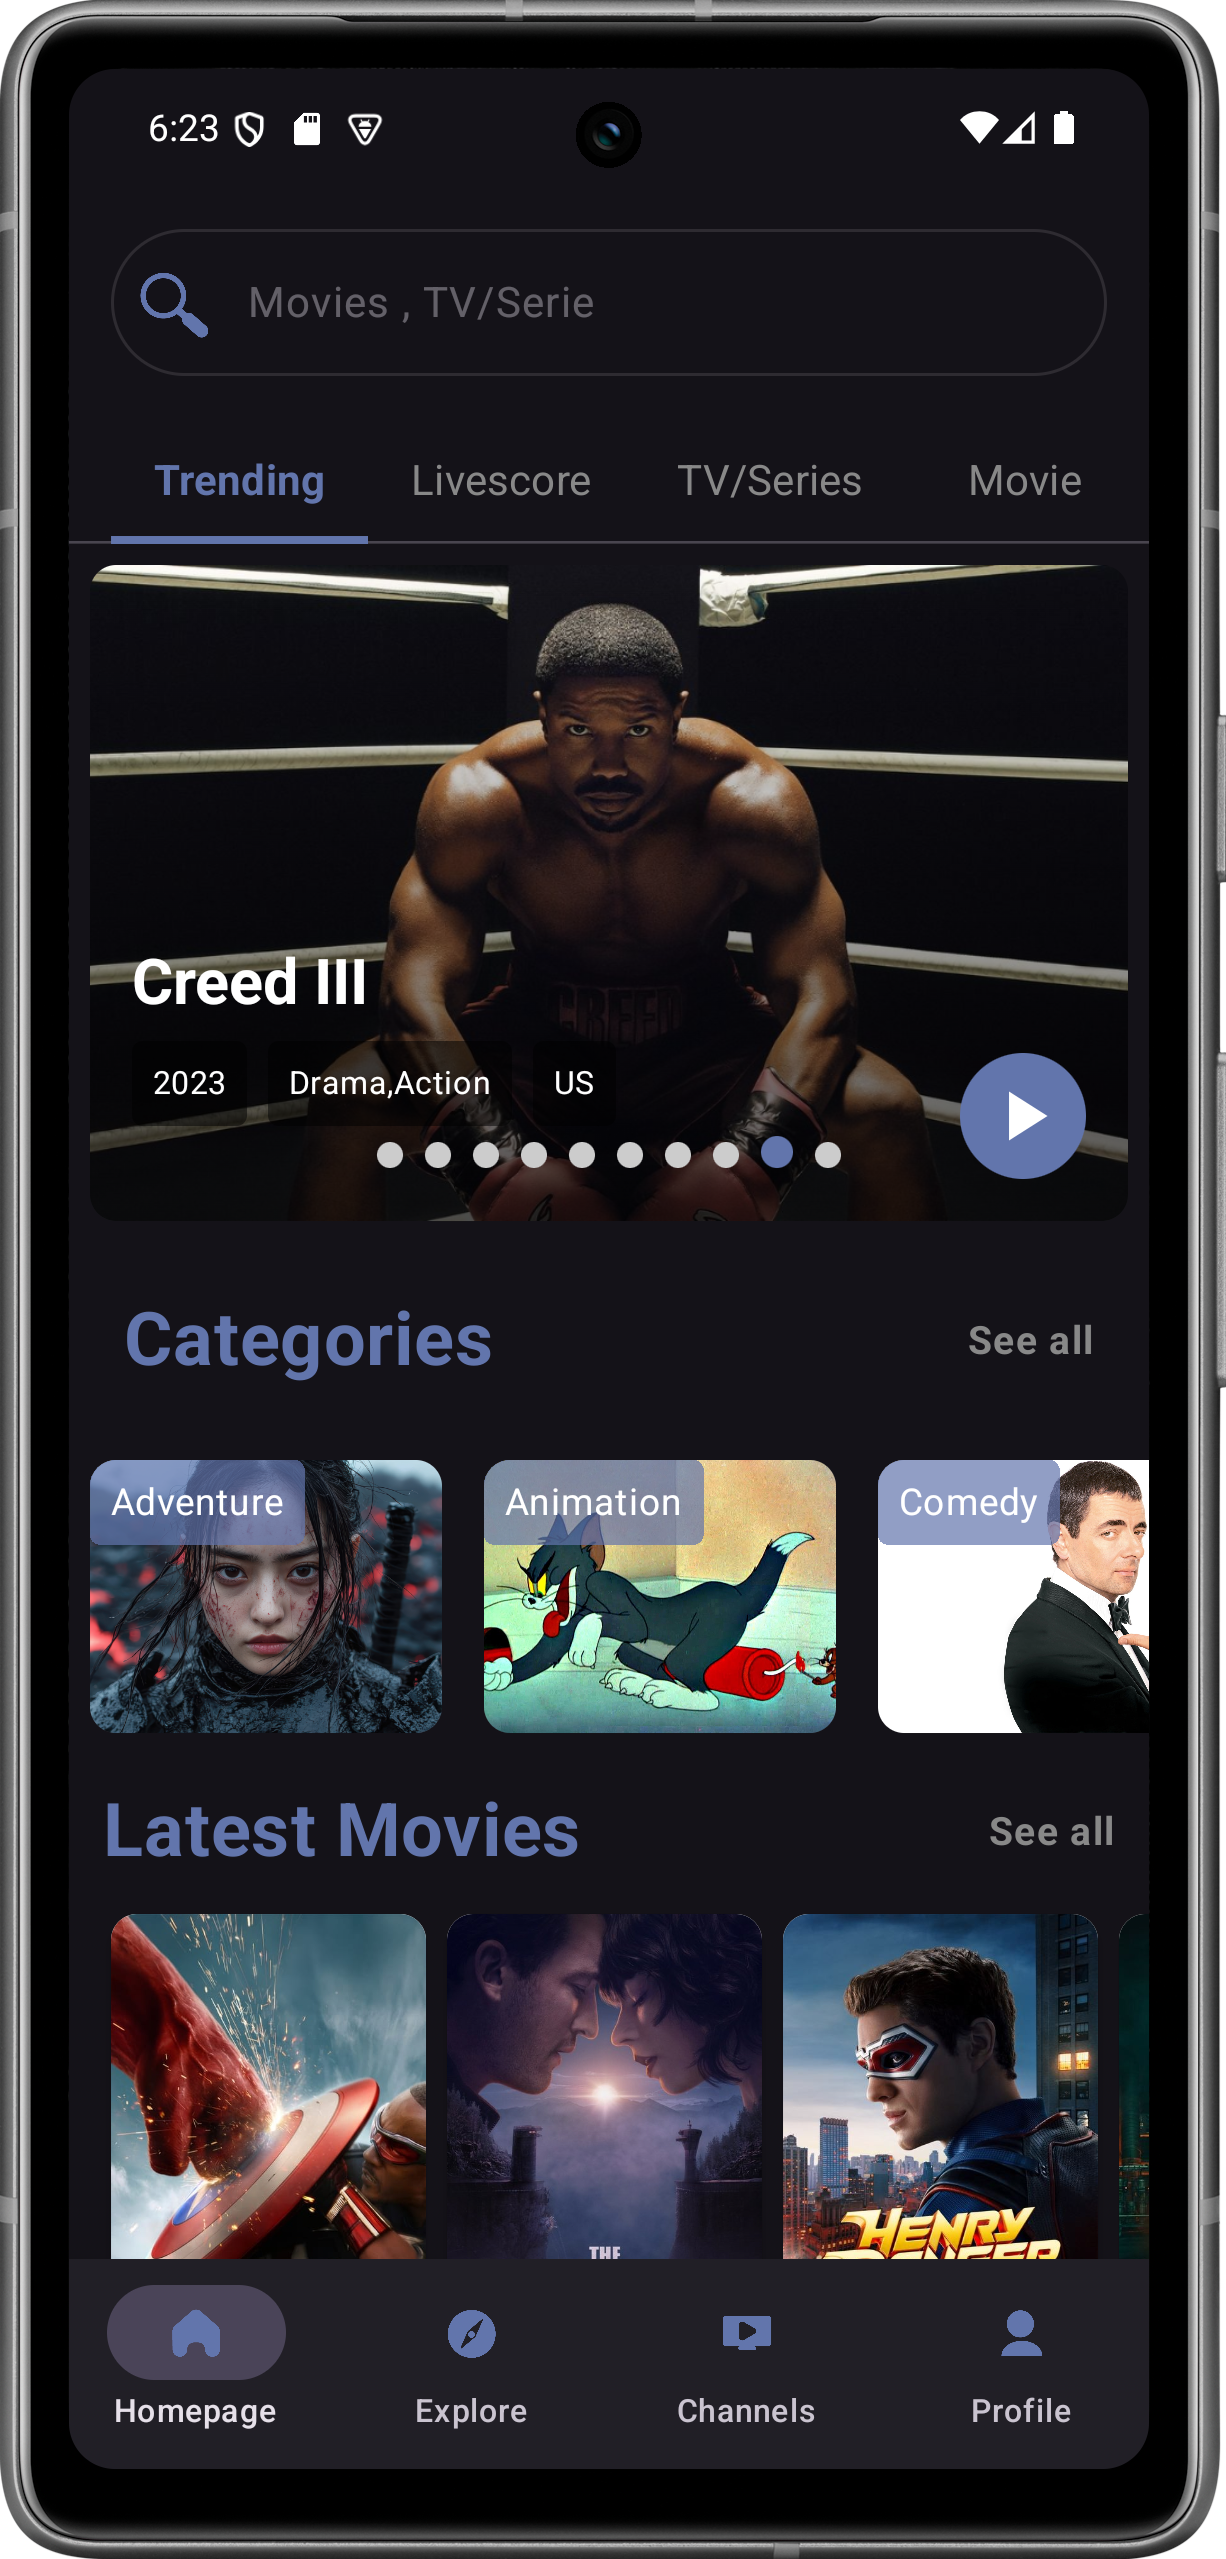 6:23
Movies , TV/Serie
Trending Livescore TV/Series Movie
Creed III
2023 Drama,Action US
Categories See all
Adventure Animation Comedy
Latest Movies See all
THE
HENRY
DANGER
Homepage Explore Channels Profile